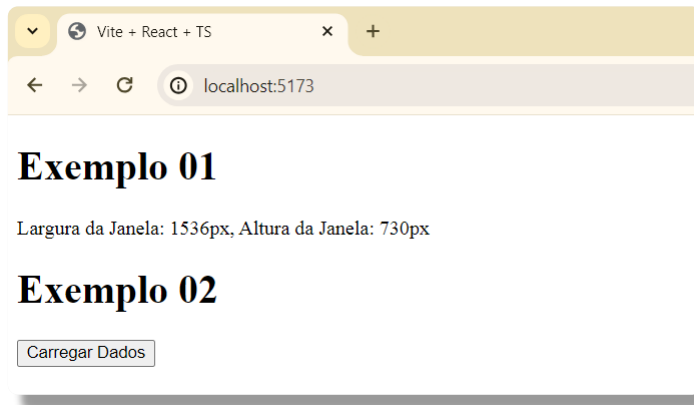 Vite + React + TS
localhost:5173
Exemplo 01
Largura da Janela: 1536px, Altura da Janela: 730px
Exemplo 02
Carregar Dados